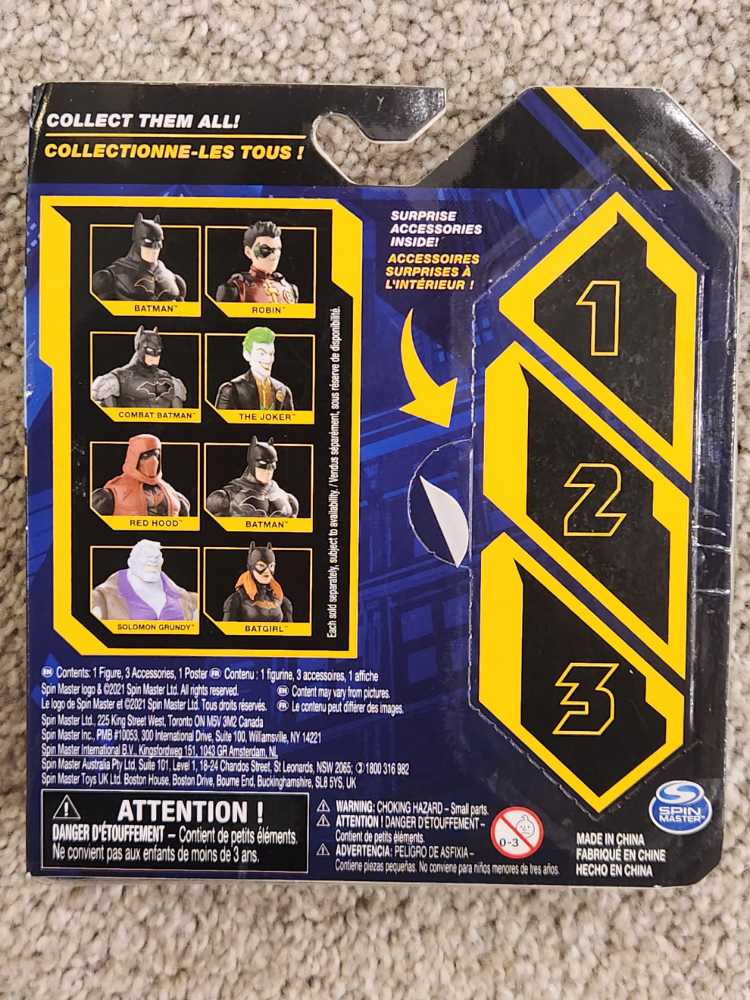 COLLECT THEM ALL!
COLLECTIONNE-LES TOUS !
BATMAN™
ROBIN™
COMBAT BATMAN™
THE JOKER™
RED HOOD™
BATMAN™
SOLOMON GRUNDY™
BATGIRL™
Each sold separately, subject to availability. / Vendus séparément, sous réserve de disponibilité.
SURPRISE
ACCESSORIES
INSIDE!
ACCESSOIRES
SURPRISES À
L'INTÉRIEUR !
1
2
3
EN Contents: 1 Figure, 3 Accessories, 1 Poster FR Contenu : 1 figurine, 3 accessoires, 1 affiche
Spin Master logo & ©2021 Spin Master Ltd. All rights reserved. EN Content may vary from pictures.
Le logo de Spin Master et ©2021 Spin Master Ltd. Tous droits réservés. FR Le contenu peut différer des images.
Spin Master Ltd., 225 King Street West, Toronto ON M5V 3M2 Canada
Spin Master Inc., PMB #10053, 300 International Drive, Suite 100, Williamsville, NY 14221
Spin Master International B.V., Kingsfordweg 151, 1043 GR Amsterdam, NL
Spin Master Australia Pty Ltd, Suite 101, Level 1, 18-24 Chandos Street, St Leonards, NSW 2065; 1800 316 982
Spin Master Toys UK Ltd. Boston House, Boston Drive, Bourne End, Buckinghamshire, SL8 5YS, UK
ATTENTION !
DANGER D'ÉTOUFFEMENT – Contient de petits éléments.
Ne convient pas aux enfants de moins de 3 ans.
WARNING: CHOKING HAZARD – Small parts.
ATTENTION ! DANGER D'ÉTOUFFEMENT –
Contient de petits éléments.
ADVERTENCIA: PELIGRO DE ASFIXIA –
Contiene piezas pequeñas. No conviene para niños menores de tres años.
0-3
SPIN
MASTER™
MADE IN CHINA
FABRIQUÉ EN CHINE
HECHO EN CHINA